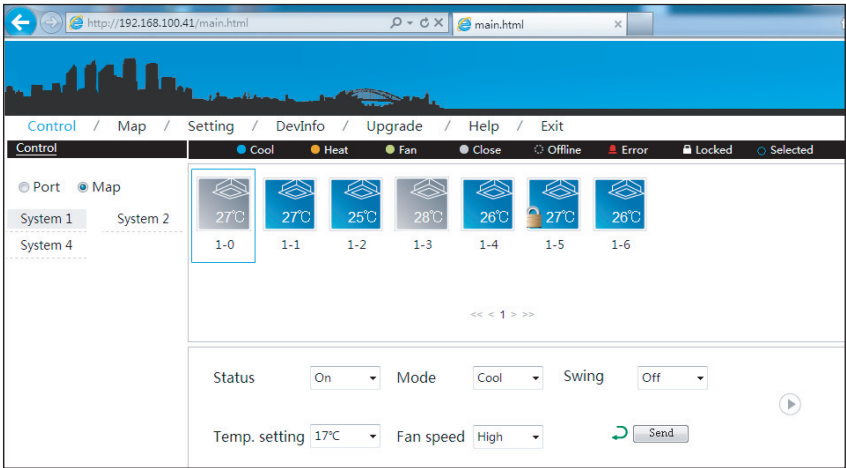 http://192.168.100.41/main.html main.html
Control / Map / Setting / DevInfo / Upgrade / Help / Exit
Control Cool Heat Fan Close Offline Error Locked Selected
Port Map
System 1 System 2
System 4
27℃ 27℃ 25℃ 28℃ 26℃ 27℃ 26℃
1-0 1-1 1-2 1-3 1-4 1-5 1-6
<< < 1 > >>
Status On Mode Cool Swing Off
Temp. setting 17℃ Fan speed High Send